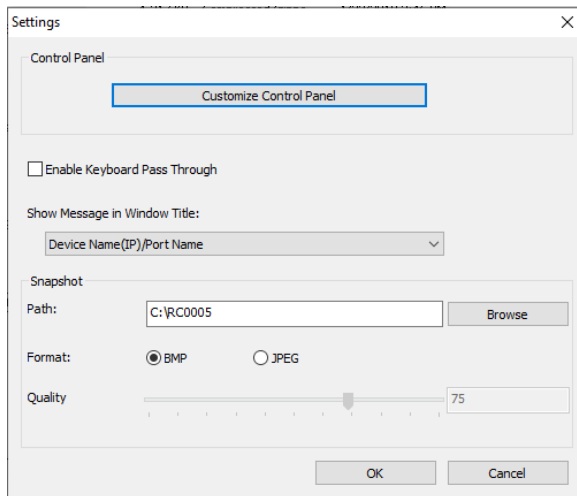 Settings
Control Panel
Customize Control Panel
Enable Keyboard Pass Through
Show Message in Window Title:
Device Name(IP)/Port Name
Snapshot
Path:
C:\RC0005
Browse
Format:
BMP
JPEG
Quality
75
OK
Cancel